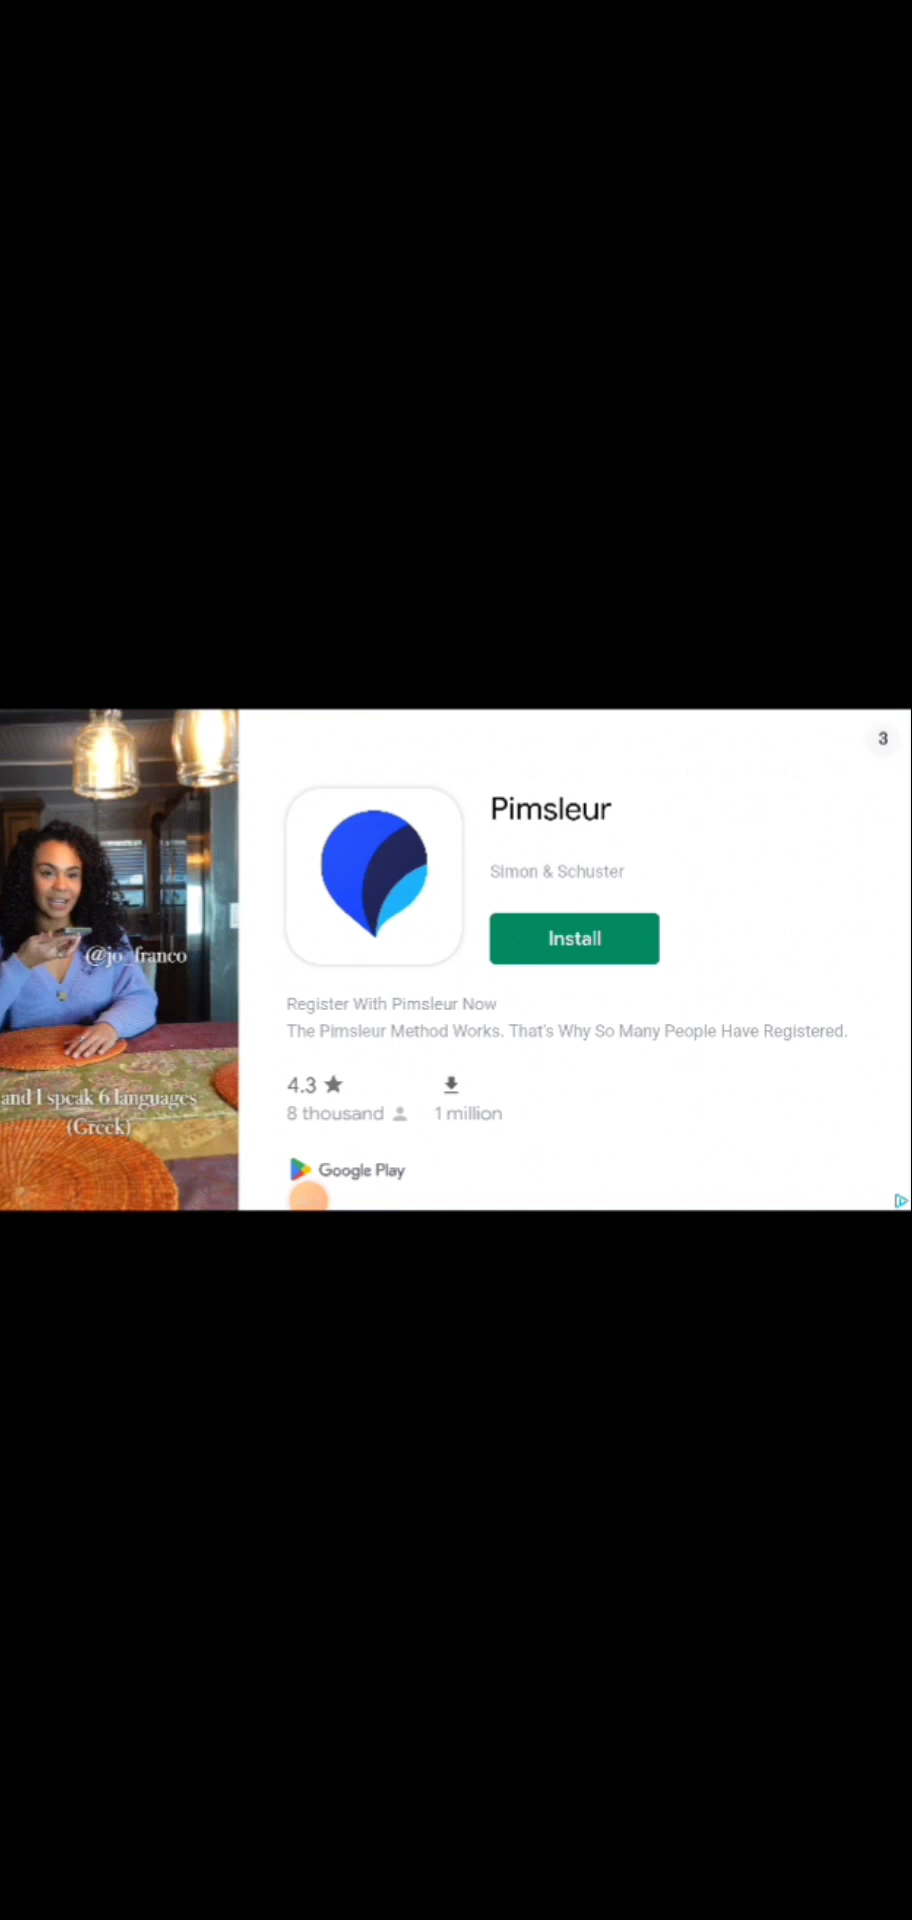 @jo_franco
and I speak 6 languages
(Greek)
3
Pimsleur
Simon & Schuster
Install
Register With Pimsleur Now
The Pimsleur Method Works. That's Why So Many People Have Registered.
4.3
8 thousand
1 million
Google Play